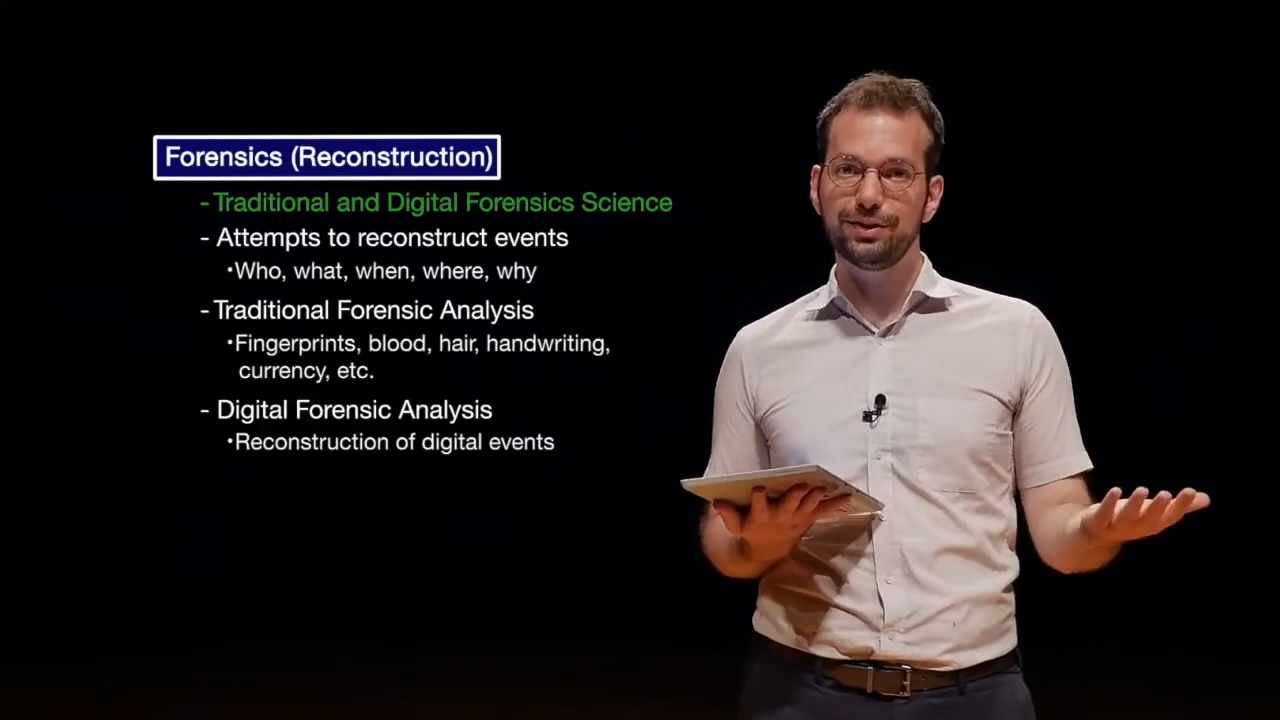 Forensics (Reconstruction)
- Traditional and Digital Forensics Science
- Attempts to reconstruct events
•Who, what, when, where, why
- Traditional Forensic Analysis
•Fingerprints, blood, hair, handwriting,
currency, etc.
- Digital Forensic Analysis
•Reconstruction of digital events